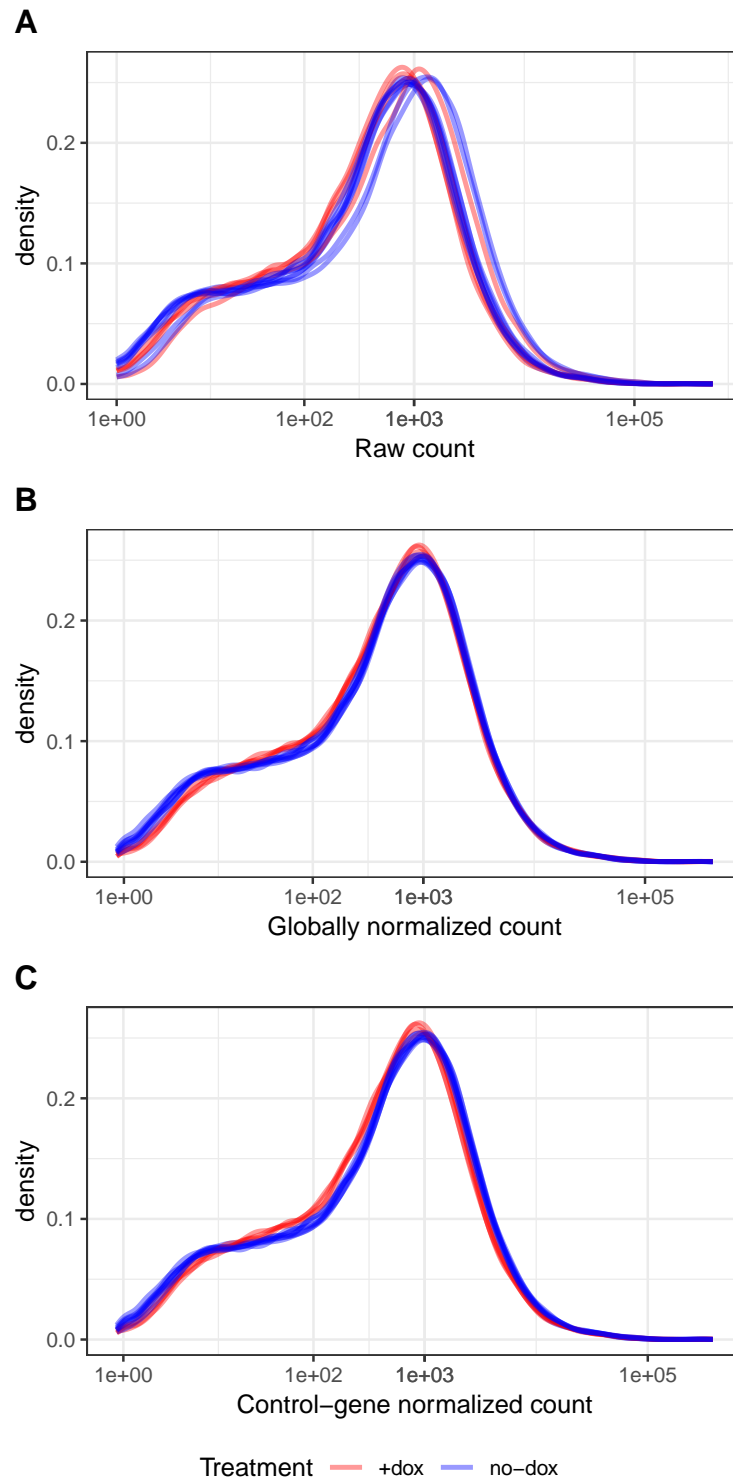 A
density
0.2
0.1
0.0
1e+00 1e+02 1e+03 1e+05
Raw count
B
density
0.2
0.1
0.0
1e+00 1e+02 1e+03 1e+05
Globally normalized count
C
density
0.2
0.1
0.0
1e+00 1e+02 1e+03 1e+05
Control−gene normalized count
Treatment +dox no−dox